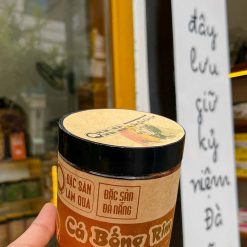 ĐẶC SẢN
LÀM QUÀ
ĐẶC SẢN
ĐÀ NẴNG
Cá Bống
đây
lưu
giữ
kỷ
niệm
Đà